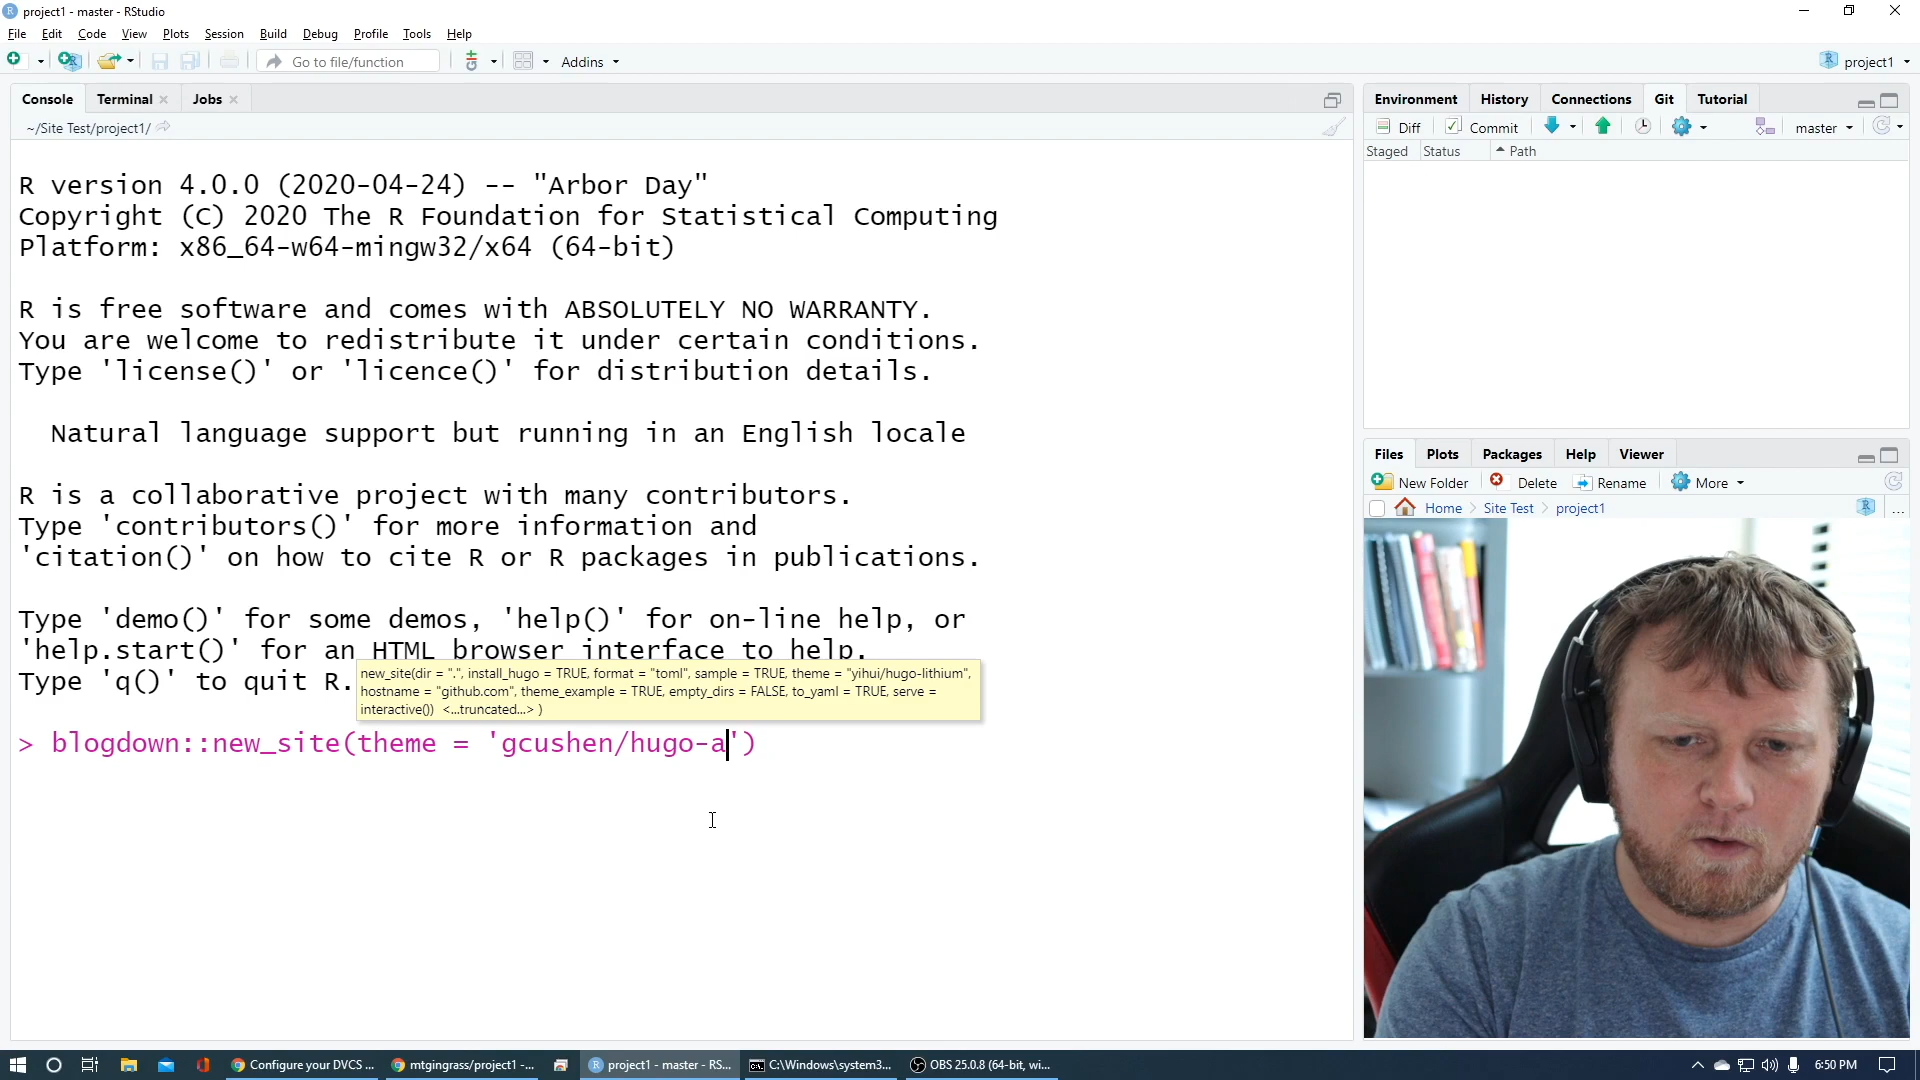 project1 - master - RStudio
File Edit Code View Plots Session Build Debug Profile Tools Help
Go to file/function Addins project1
Console Terminal Jobs
~/Site Test/project1/
R version 4.0.0 (2020-04-24) -- "Arbor Day"
Copyright (C) 2020 The R Foundation for Statistical Computing
Platform: x86_64-w64-mingw32/x64 (64-bit)
R is free software and comes with ABSOLUTELY NO WARRANTY.
You are welcome to redistribute it under certain conditions.
Type 'license()' or 'licence()' for distribution details.
Natural language support but running in an English locale
R is a collaborative project with many contributors.
Type 'contributors()' for more information and
'citation()' on how to cite R or R packages in publications.
Type 'demo()' for some demos, 'help()' for on-line help, or
'help.start()' for an HTML browser interface to help.
Type 'q()' to quit R.
new_site(dir = ".", install_hugo = TRUE, format = "toml", sample = TRUE, theme = "yihui/hugo-lithium",
hostname = "github.com", theme_example = TRUE, empty_dirs = FALSE, to_yaml = TRUE, serve =
interactive()) <...truncated...> )
> blogdown::new_site(theme = 'gcushen/hugo-a')
Environment History Connections Git Tutorial
Diff Commit master
Staged Status Path
Files Plots Packages Help Viewer
New Folder Delete Rename More
Home Site Test project1 ...
Configure your DVCS ... mtgingrass/project1 -... project1 - master - RS... C:\Windows\system3... OBS 25.0.8 (64-bit, wi... 6:50 PM